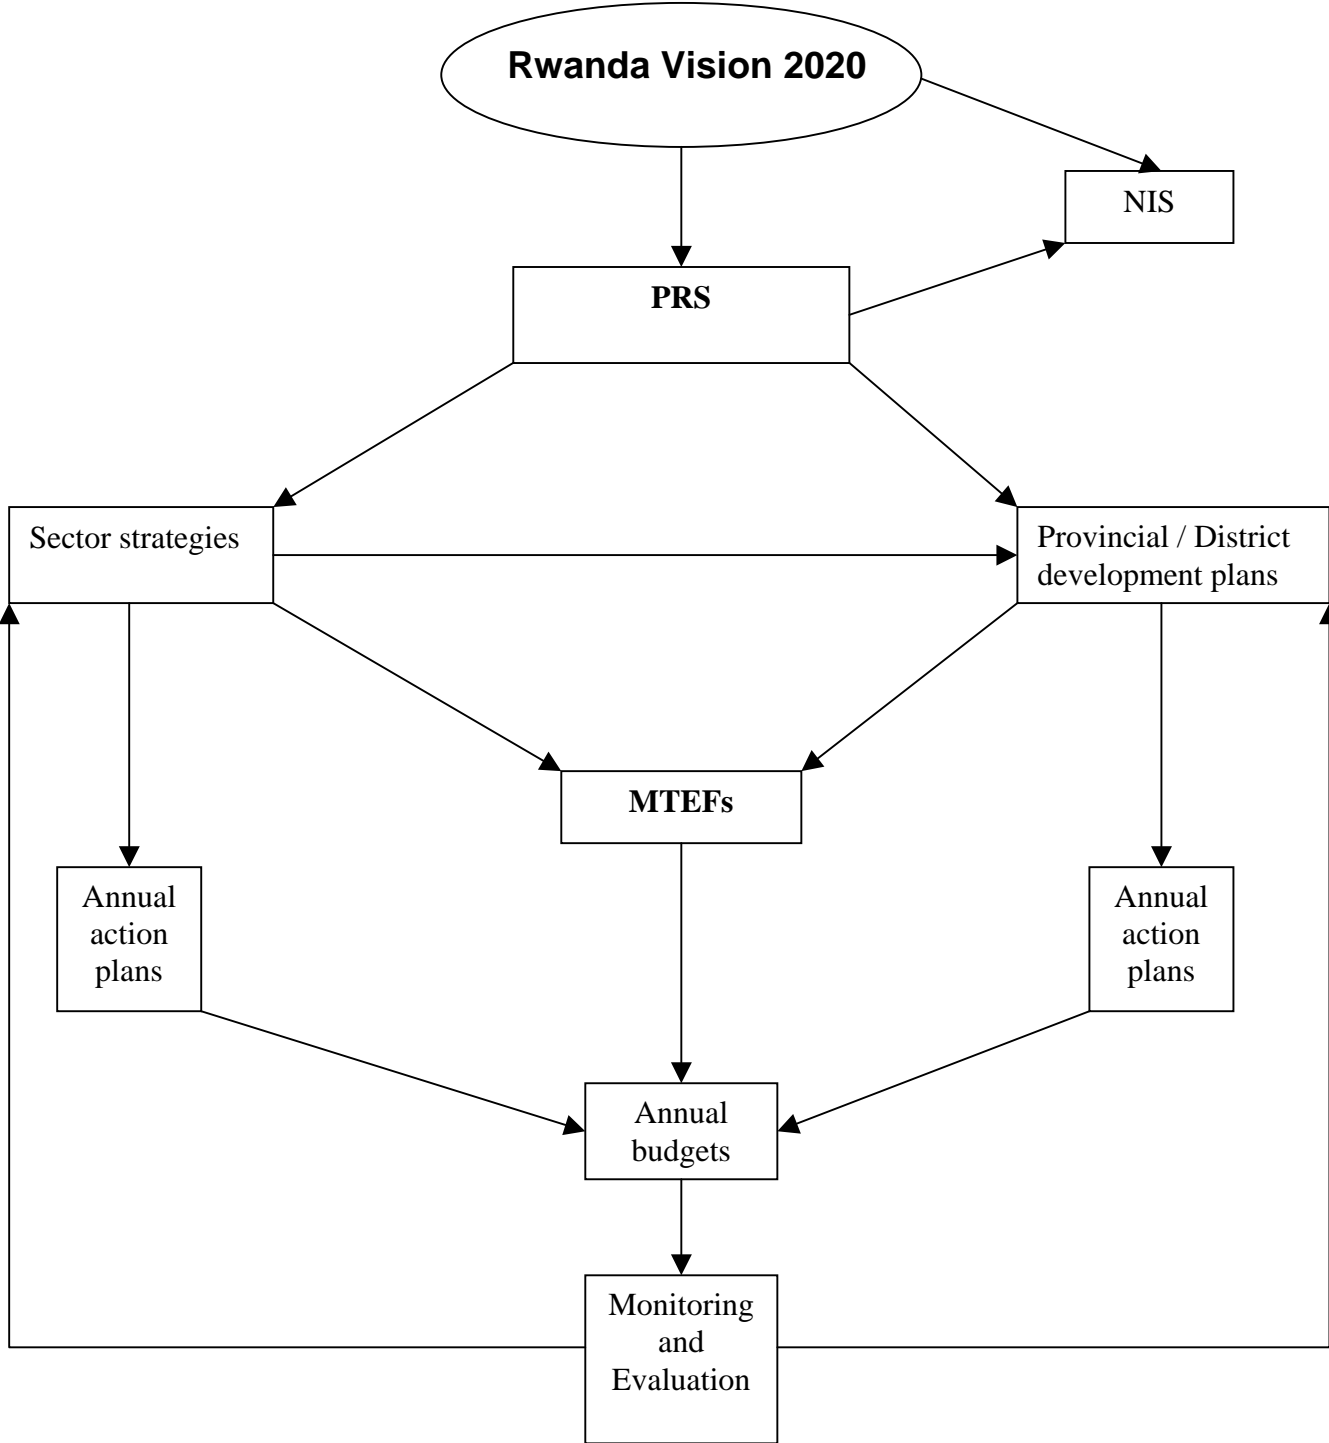 Rwanda Vision 2020
NIS
PRS
Sector strategies
Provincial / District
development plans
MTEFs
Annual
action
plans
Annual
action
plans
Annual
budgets
Monitoring
and
Evaluation